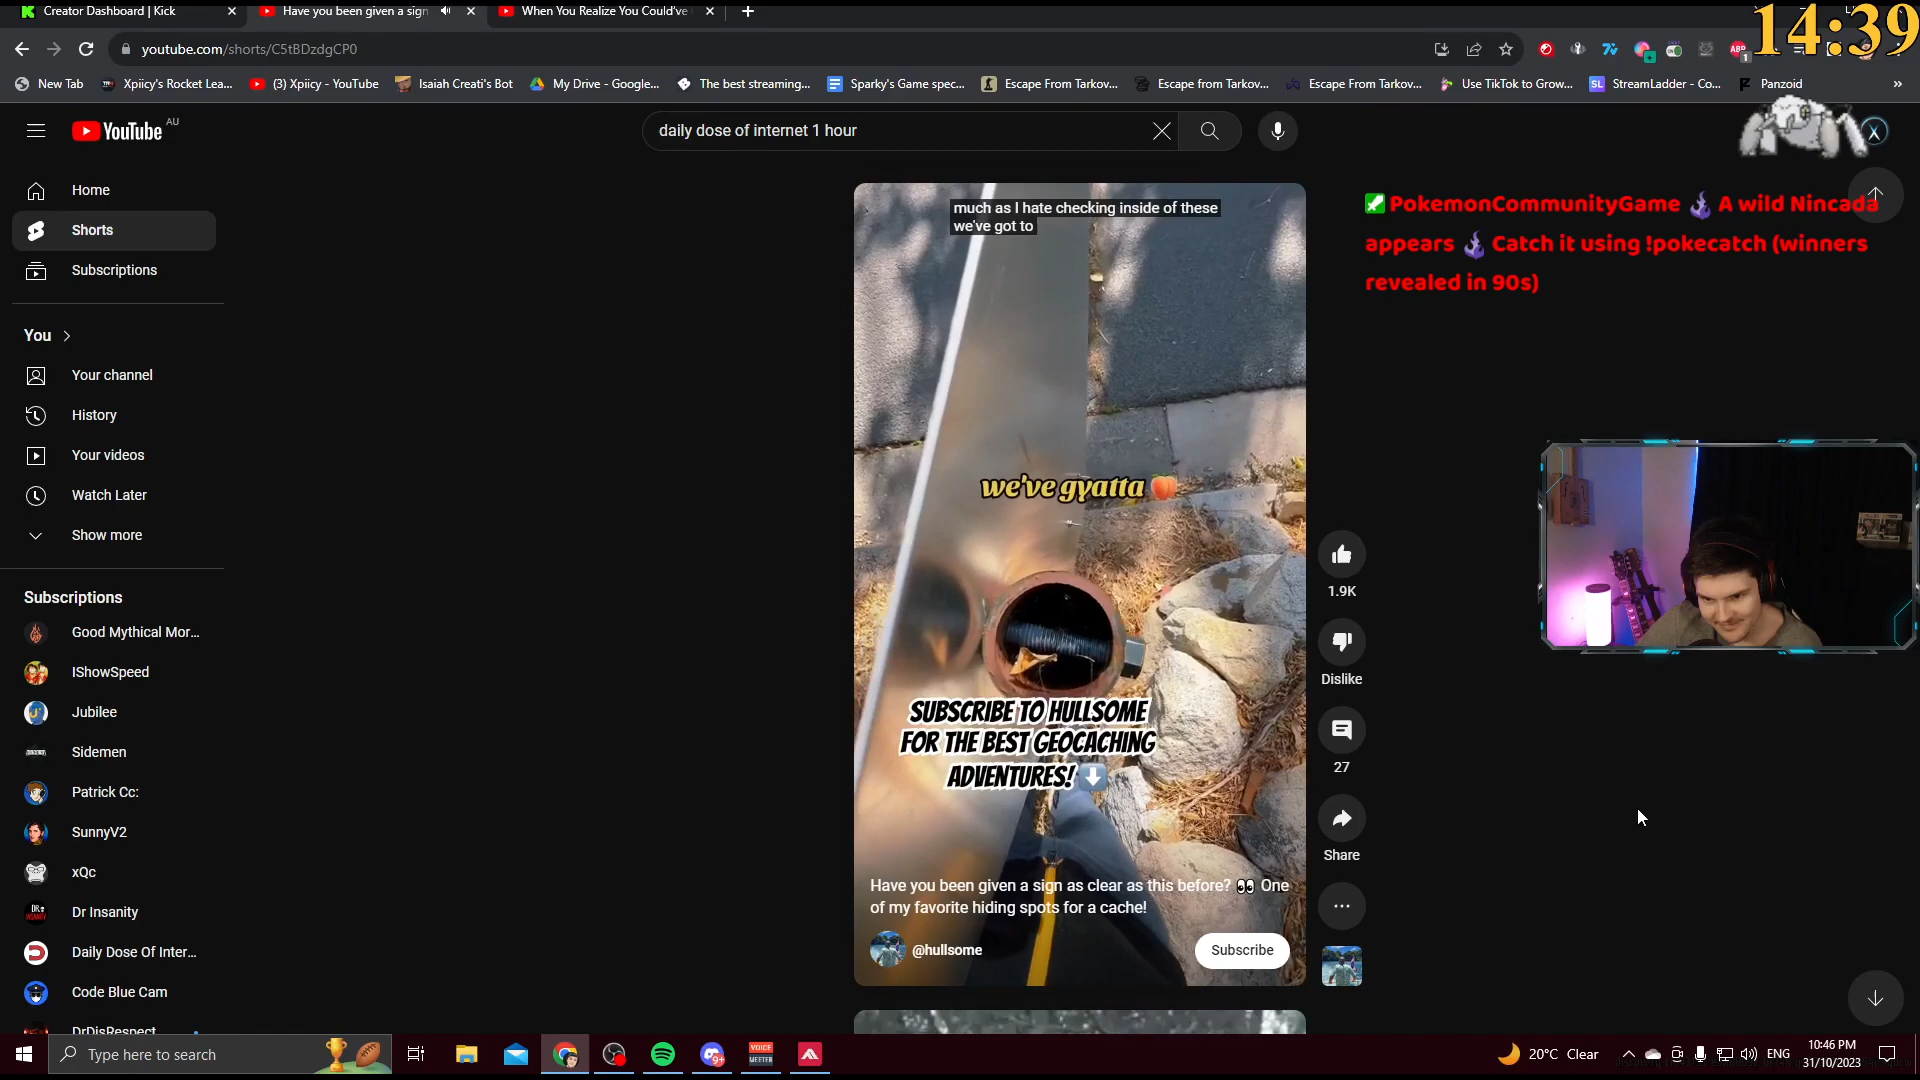 Creator Dashboard | Kick
Have you been given a sign
When You Realize You Could've
14:39
youtube.com/shorts/C5tBDzdgCP0
New Tab
Xpiicy's Rocket Lea...
(3) Xpiicy - YouTube
Isaiah Creati's Bot
My Drive - Google...
The best streaming...
Sparky's Game spec...
Escape From Tarkov...
Escape from Tarkov...
Escape From Tarkov...
Use TikTok to Grow...
StreamLadder - Co...
Panzoid
YouTube AU
daily dose of internet 1 hour
Home
Shorts
Subscriptions
You
Your channel
History
Your videos
Watch Later
Show more
Subscriptions
Good Mythical Mor...
IShowSpeed
Jubilee
Sidemen
Patrick Cc:
SunnyV2
xQc
Dr Insanity
Daily Dose Of Inter...
Code Blue Cam
DrDisRespect
much as I hate checking inside of these
we've got to
we've gyatta 🍑
SUBSCRIBE TO HULLSOME
FOR THE BEST GEOCACHING
ADVENTURES! ⬇️
Have you been given a sign as clear as this before? 👀 One
of my favorite hiding spots for a cache!
@hullsome
Subscribe
1.9K
Dislike
27
Share
PokemonCommunityGame A wild Nincada
appears Catch it using !pokecatch (winners
revealed in 90s)
Type here to search
VOICE
MEETER
20°C Clear
ENG
10:46 PM
31/10/2023